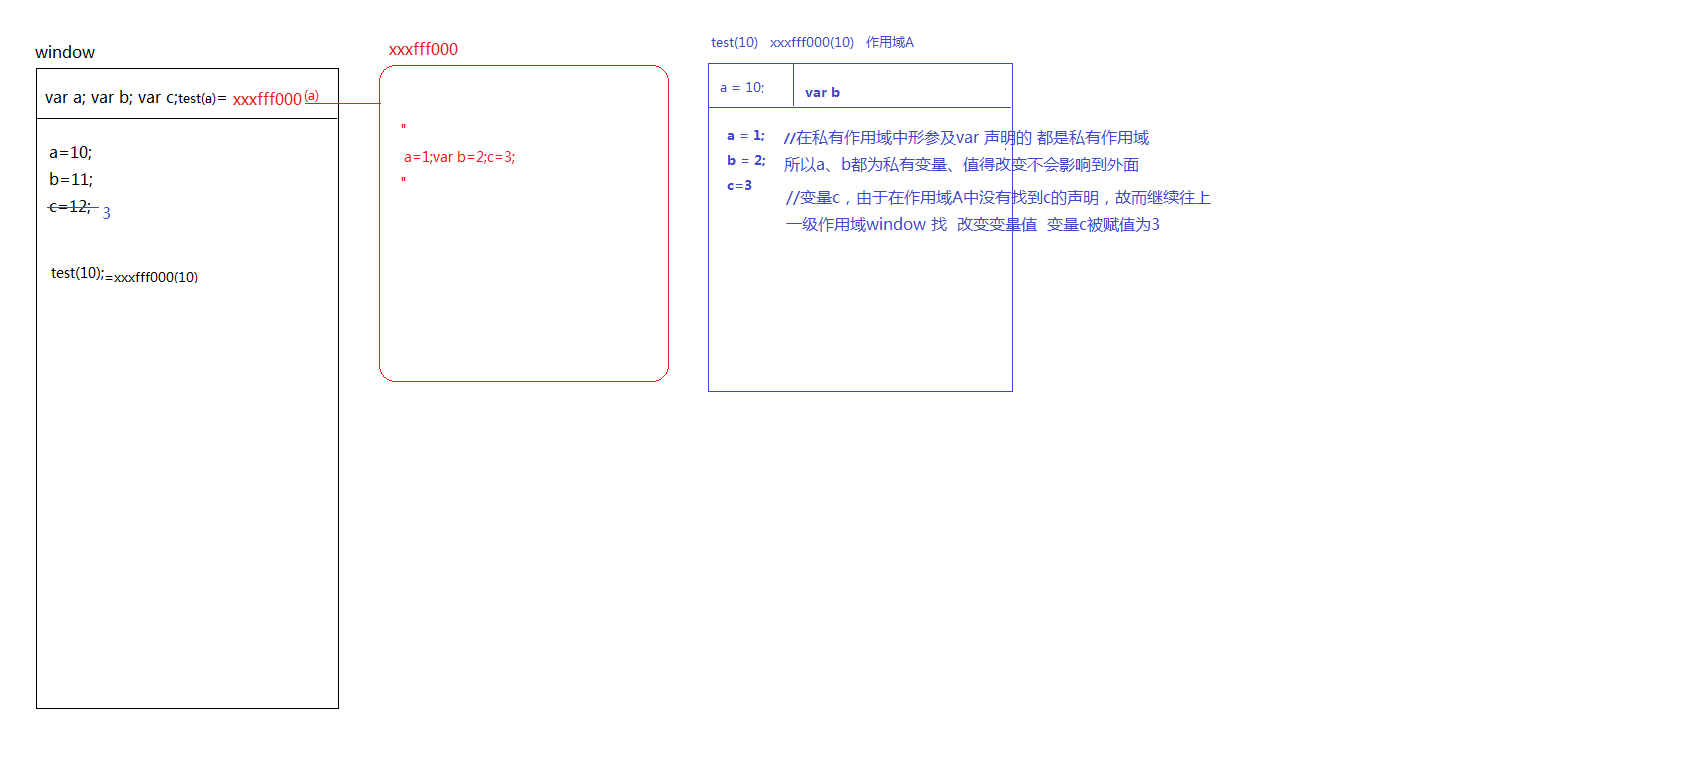 window
var a; var b; var c;test(a)= xxxfff000(a)
a=10;
b=11;
c=12; 3
test(10);=xxxfff000(10)
xxxfff000
"
a=1;var b=2;c=3;
"
test(10) xxxfff000(10) 作用域A
a = 10;
var b
a = 1; //在私有作用域中形参及var 声明的 都是私有作用域
b = 2; 所以a、b都为私有变量、值得改变不会影响到外面
c=3
//变量c，由于在作用域A中没有找到c的声明，故而继续往上
一级作用域window 找 改变变量值 变量c被赋值为3